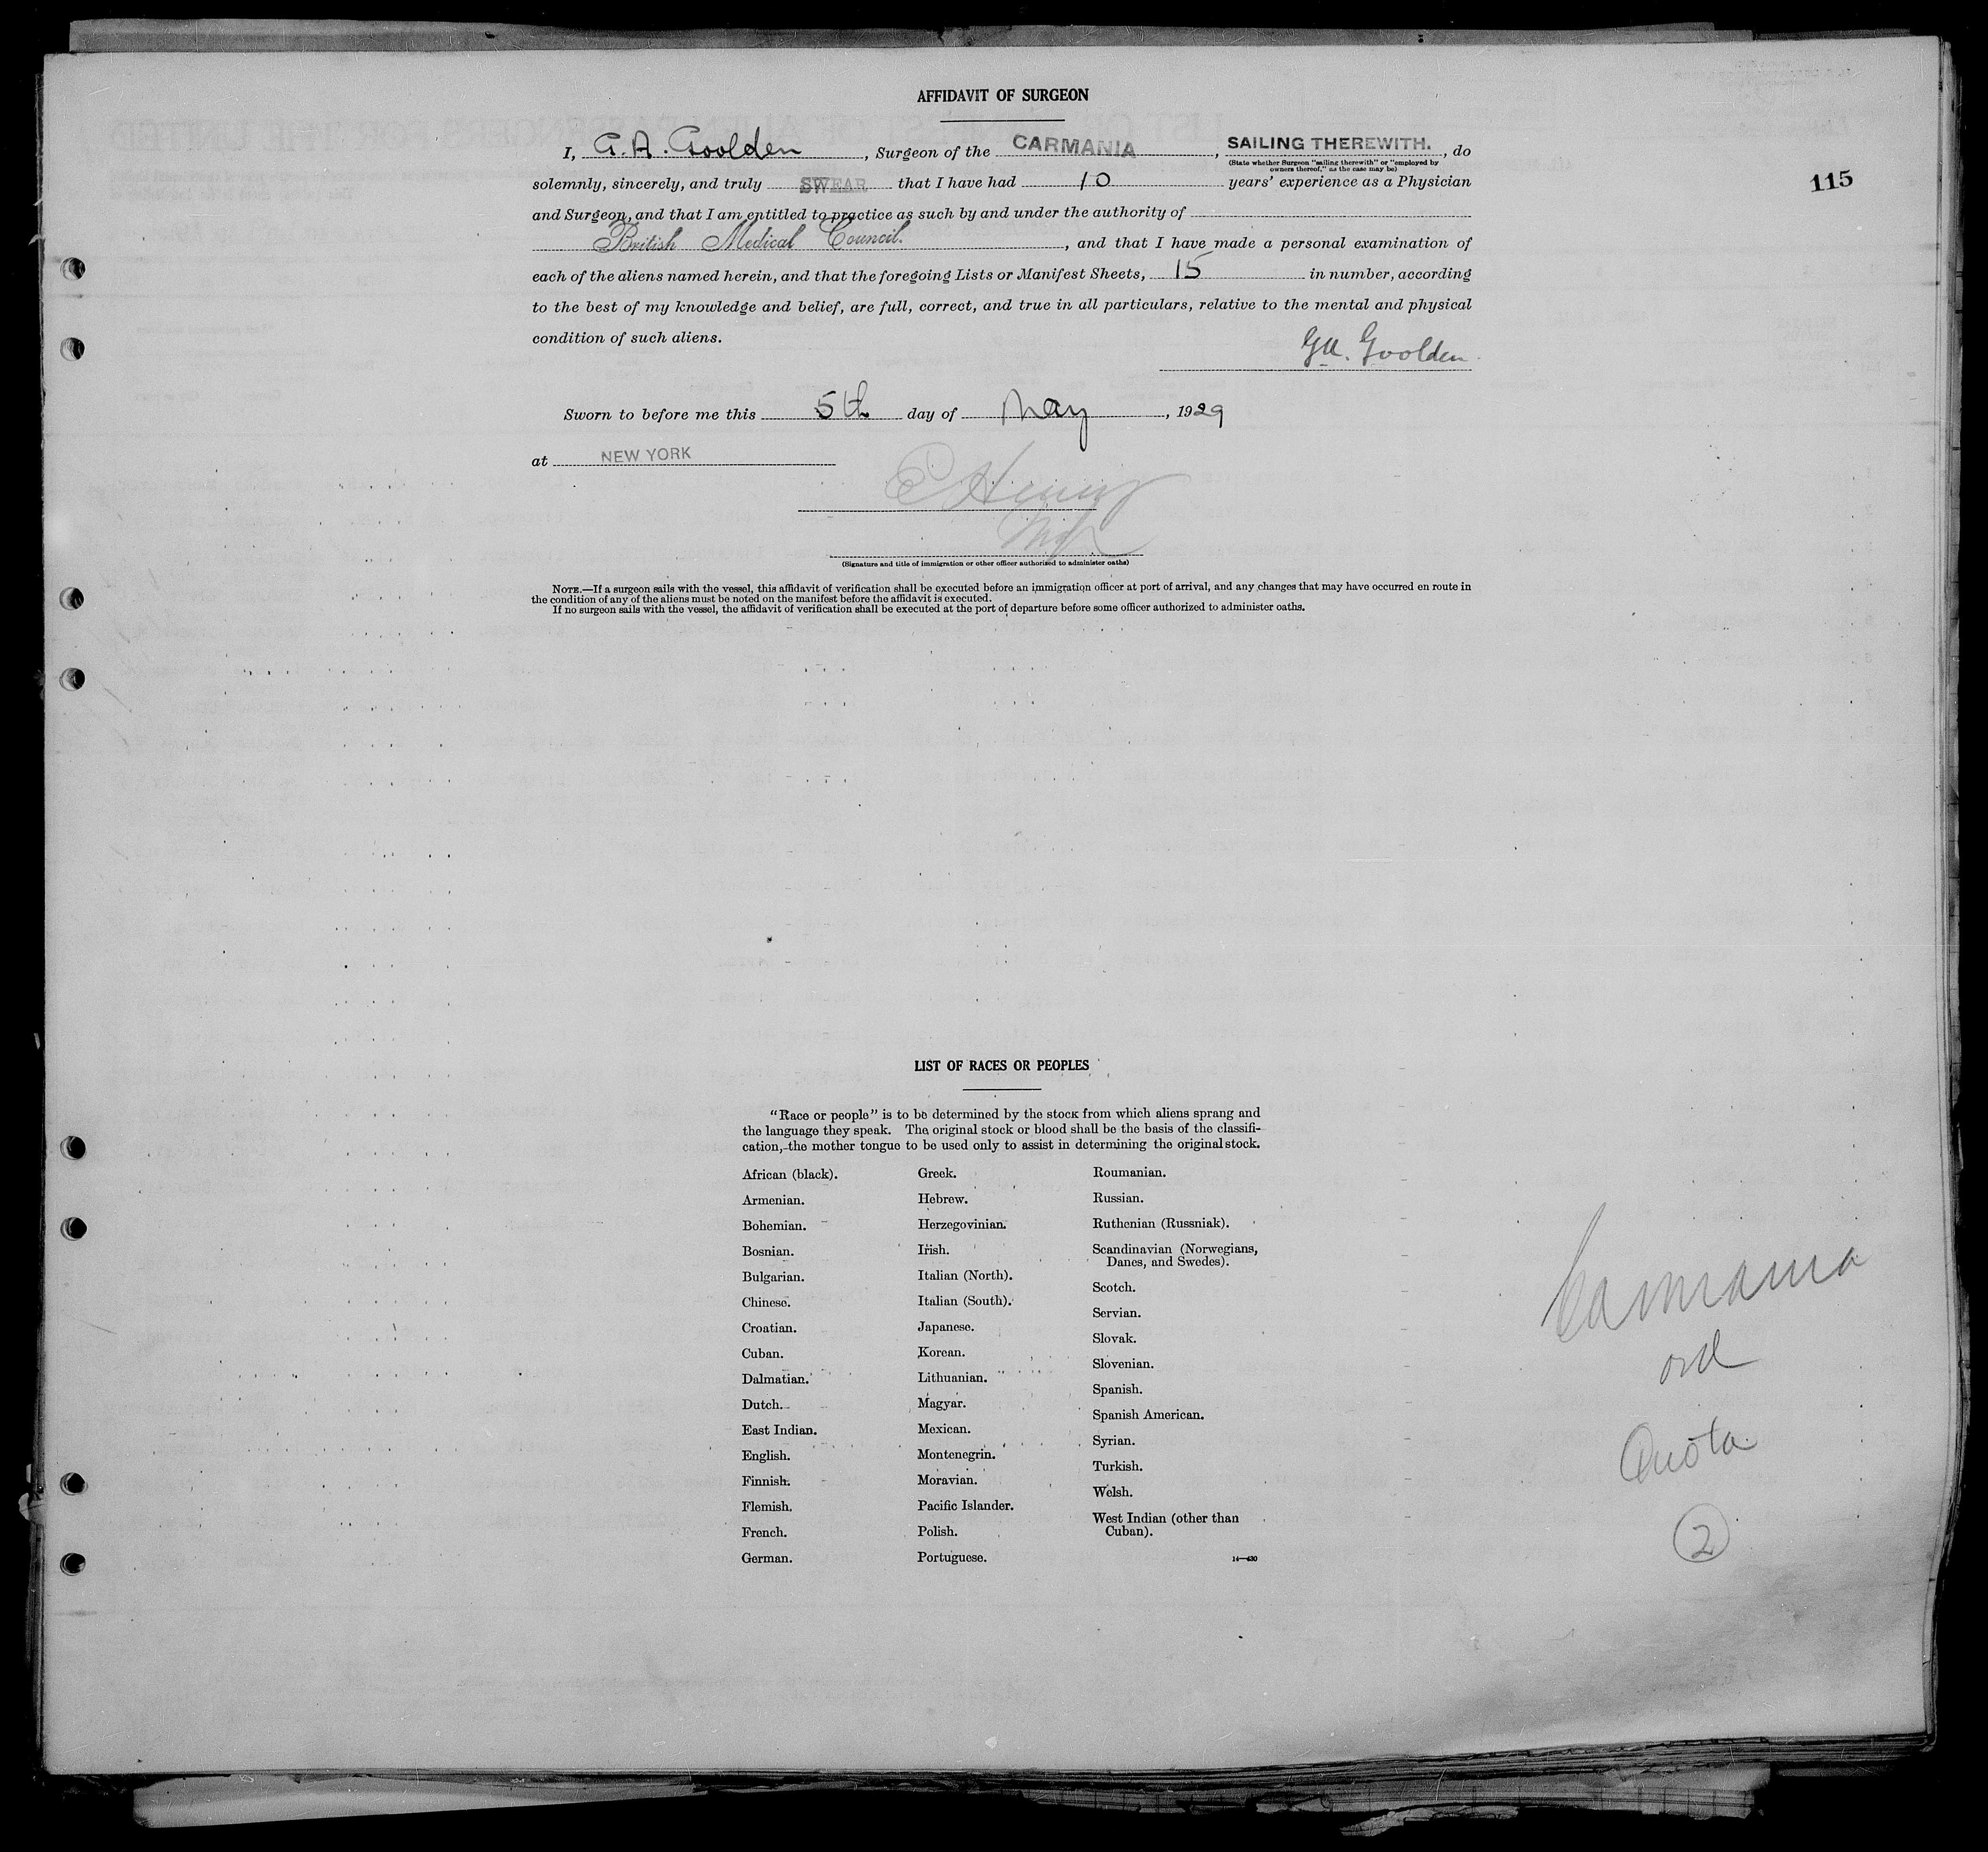 AFFIDAVIT OF SURGEON
115
I, G. A. Goolden, Surgeon of the CARMANIA, SAILING THEREWITH., do
(State whether Surgeon "sailing therewith" or "employed by
owners thereof," as the case may be)
solemnly, sincerely, and truly SWEAR that I have had 10 years' experience as a Physician
and Surgeon, and that I am entitled to practice as such by and under the authority of
British Medical Council., and that I have made a personal examination of
each of the aliens named herein, and that the foregoing Lists or Manifest Sheets, 15 in number, according
to the best of my knowledge and belief, are full, correct, and true in all particulars, relative to the mental and physical
condition of such aliens.
G.A. Goolden.
Sworn to before me this 5th day of May, 1929
at NEW YORK
(Signature and title of immigration or other officer authorized to administer oaths)
NOTE.—If a surgeon sails with the vessel, this affidavit of verification shall be executed before an immigration officer at port of arrival, and any changes that may have occurred en route in
the condition of any of the aliens must be noted on the manifest before the affidavit is executed.
If no surgeon sails with the vessel, the affidavit of verification shall be executed at the port of departure before some officer authorized to administer oaths.
LIST OF RACES OR PEOPLES
"Race or people" is to be determined by the stock from which aliens sprang and
the language they speak. The original stock or blood shall be the basis of the classifi-
cation, the mother tongue to be used only to assist in determining the original stock.
African (black).
Armenian.
Bohemian.
Bosnian.
Bulgarian.
Chinese.
Croatian.
Cuban.
Dalmatian.
Dutch.
East Indian.
English.
Finnish.
Flemish.
French.
German.
Greek.
Hebrew.
Herzegovinian.
Irish.
Italian (North).
Italian (South).
Japanese.
Korean.
Lithuanian.
Magyar.
Mexican.
Montenegrin.
Moravian.
Pacific Islander.
Polish.
Portuguese.
Roumanian.
Russian.
Ruthenian (Russniak).
Scandinavian (Norwegians,
Danes, and Swedes).
Scotch.
Servian.
Slovak.
Slovenian.
Spanish.
Spanish American.
Syrian.
Turkish.
Welsh.
West Indian (other than
Cuban).
14—430
Carmania
Quota
2